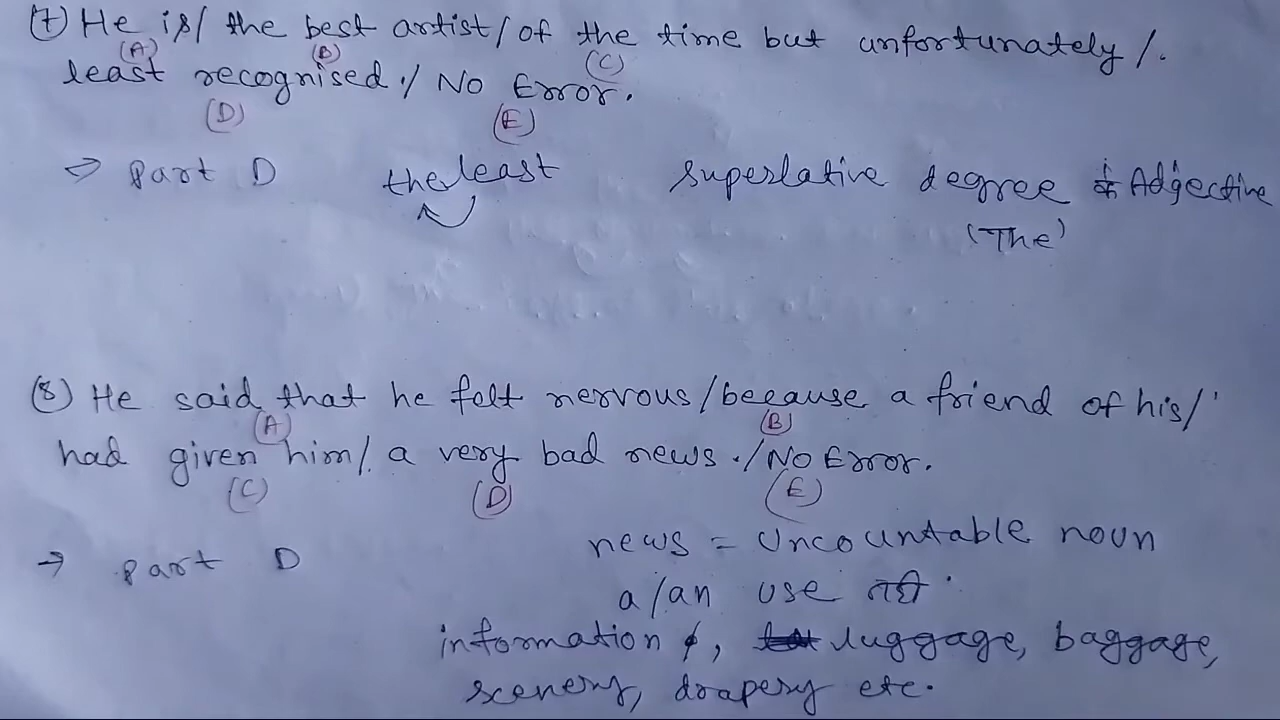 (7) He is/ the best artist/ of the time but unfortunately/.
(A) (B) (C)
least recognised./ No Error.
(D) (E)
⇒ Part D the least superlative degree Adjective
(The)
(8) He said that he felt nervous/because a friend of his/'
(A) (B)
had given him/. a very bad news ./No Error.
(C) (D) (E)
→ Part D news = Uncountable noun
a/an use नही
information , luggage, baggage,
scenery, drapery etc.